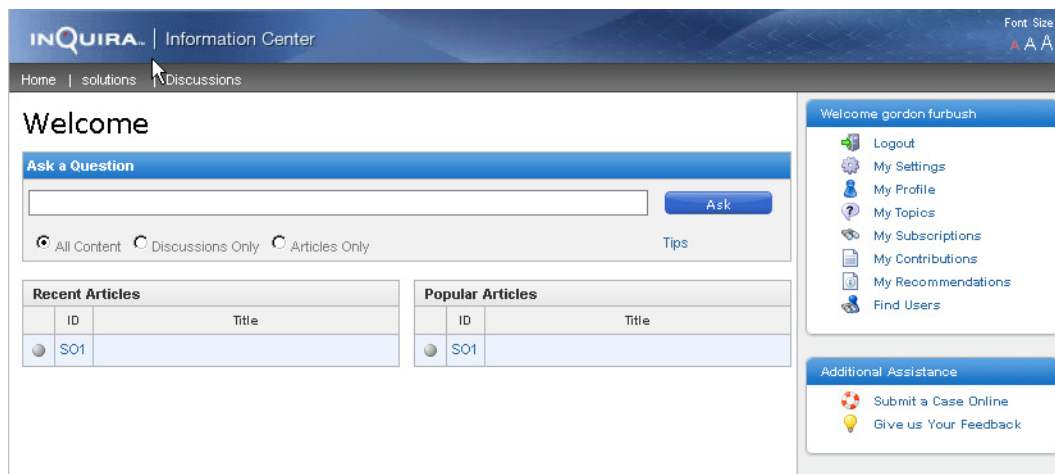 INQUIRA™ | Information Center
Font Size
A A A
Home | solutions | Discussions
Welcome
Ask a Question
Ask
All Content Discussions Only Articles Only
Tips
Recent Articles
ID Title
SO1
Popular Articles
ID Title
SO1
Welcome gordon furbush
Logout
My Settings
My Profile
My Topics
My Subscriptions
My Contributions
My Recommendations
Find Users
Additional Assistance
Submit a Case Online
Give us Your Feedback